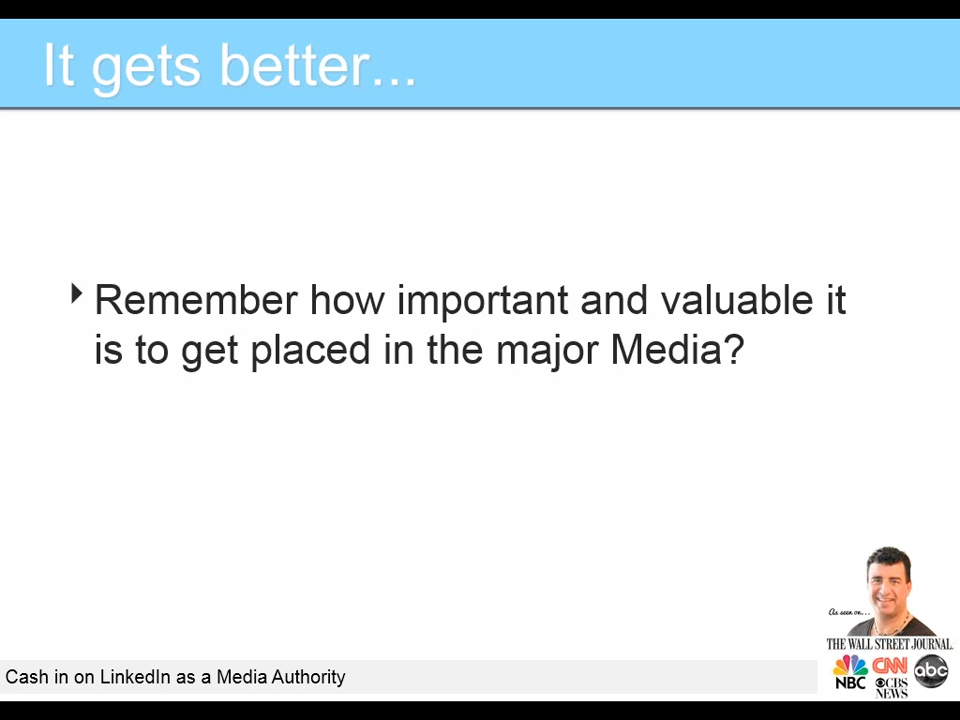 It gets better...
Remember how important and valuable it
is to get placed in the major Media?
As seen on...
THE WALL STREET JOURNAL.
NBC
CNN
CBS
NEWS
abc
Cash in on LinkedIn as a Media Authority